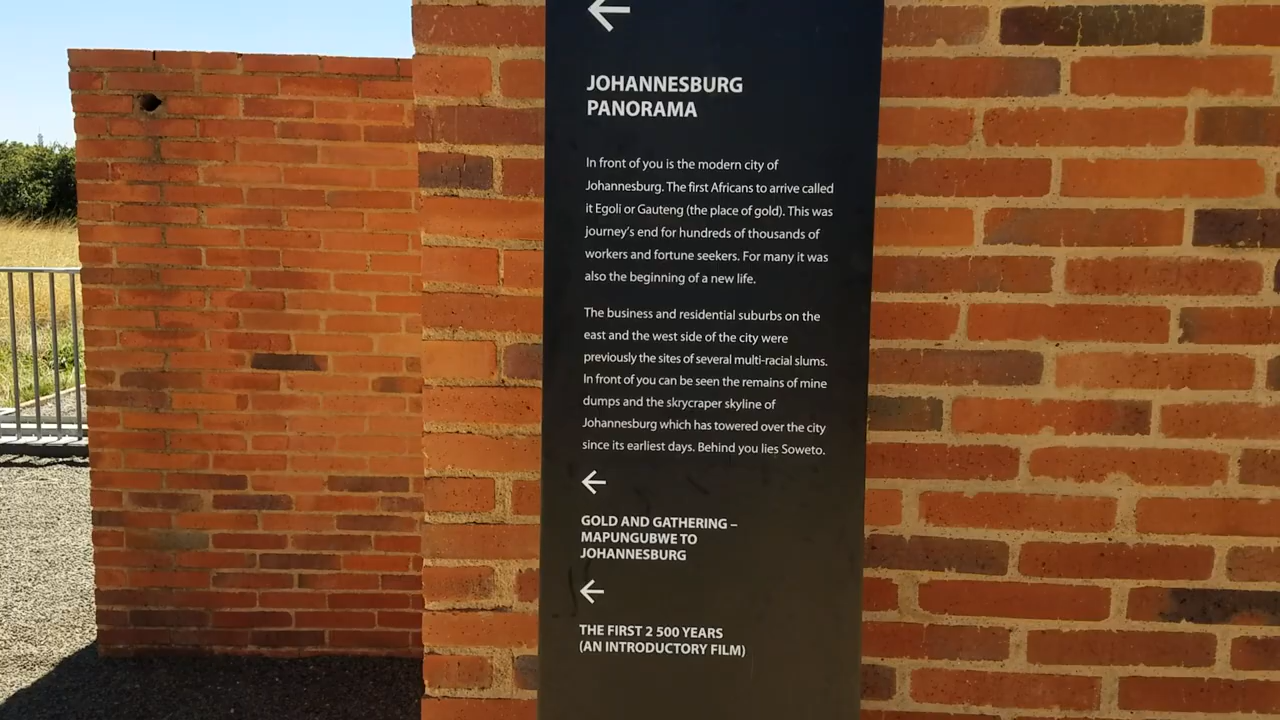 ←
JOHANNESBURG
PANORAMA
In front of you is the modern city of
Johannesburg. The first Africans to arrive called
it Egoli or Gauteng (the place of gold). This was
journey's end for hundreds of thousands of
workers and fortune seekers. For many it was
also the beginning of a new life.
The business and residential suburbs on the
east and the west side of the city were
previously the sites of several multi-racial slums.
In front of you can be seen the remains of mine
dumps and the skrycraper skyline of
Johannesburg which has towered over the city
since its earliest days. Behind you lies Soweto.
←
GOLD AND GATHERING –
MAPUNGUBWE TO
JOHANNESBURG
←
THE FIRST 2 500 YEARS
(AN INTRODUCTORY FILM)